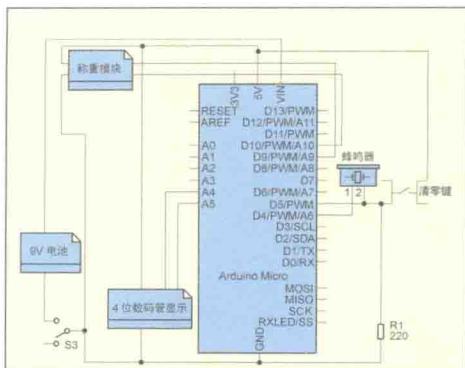 称重模块
3V3
5V
VIN
RESET
AREF
D13/PWM
D12/PWM/A11
D11/PWM
D10/PWM/A10
D9/PWM/A9
D8/PWM/A8
D7
D6/PWM/A7
D5/PWM
D4/PWM/A6
D3/SCL
D2/SDA
D1/TX
D0/RX
A0
A1
A2
A3
A4
A5
Arduino Micro
MOSI
MISO
SCK
RXLED/SS
GND
蜂鸣器
1 2
清零键
9V 电池
4 位数码管显示
S3
R1
220